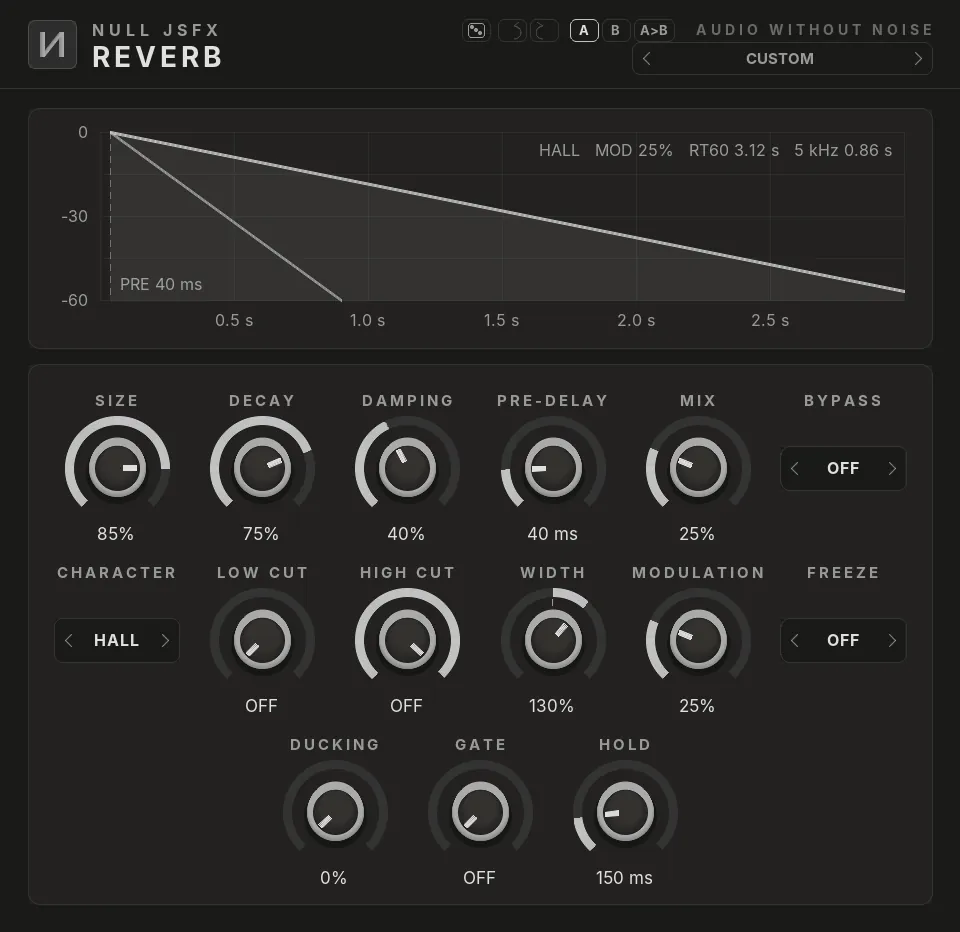 NULL JSFX
REVERB
A B A>B AUDIO WITHOUT NOISE
CUSTOM
0
HALL MOD 25% RT60 3.12 s 5 kHz 0.86 s
-30
PRE 40 ms
-60
0.5 s 1.0 s 1.5 s 2.0 s 2.5 s
SIZE DECAY DAMPING PRE-DELAY MIX BYPASS
OFF
85% 75% 40% 40 ms 25%
CHARACTER LOW CUT HIGH CUT WIDTH MODULATION FREEZE
HALL OFF
OFF OFF 130% 25%
DUCKING GATE HOLD
0% OFF 150 ms